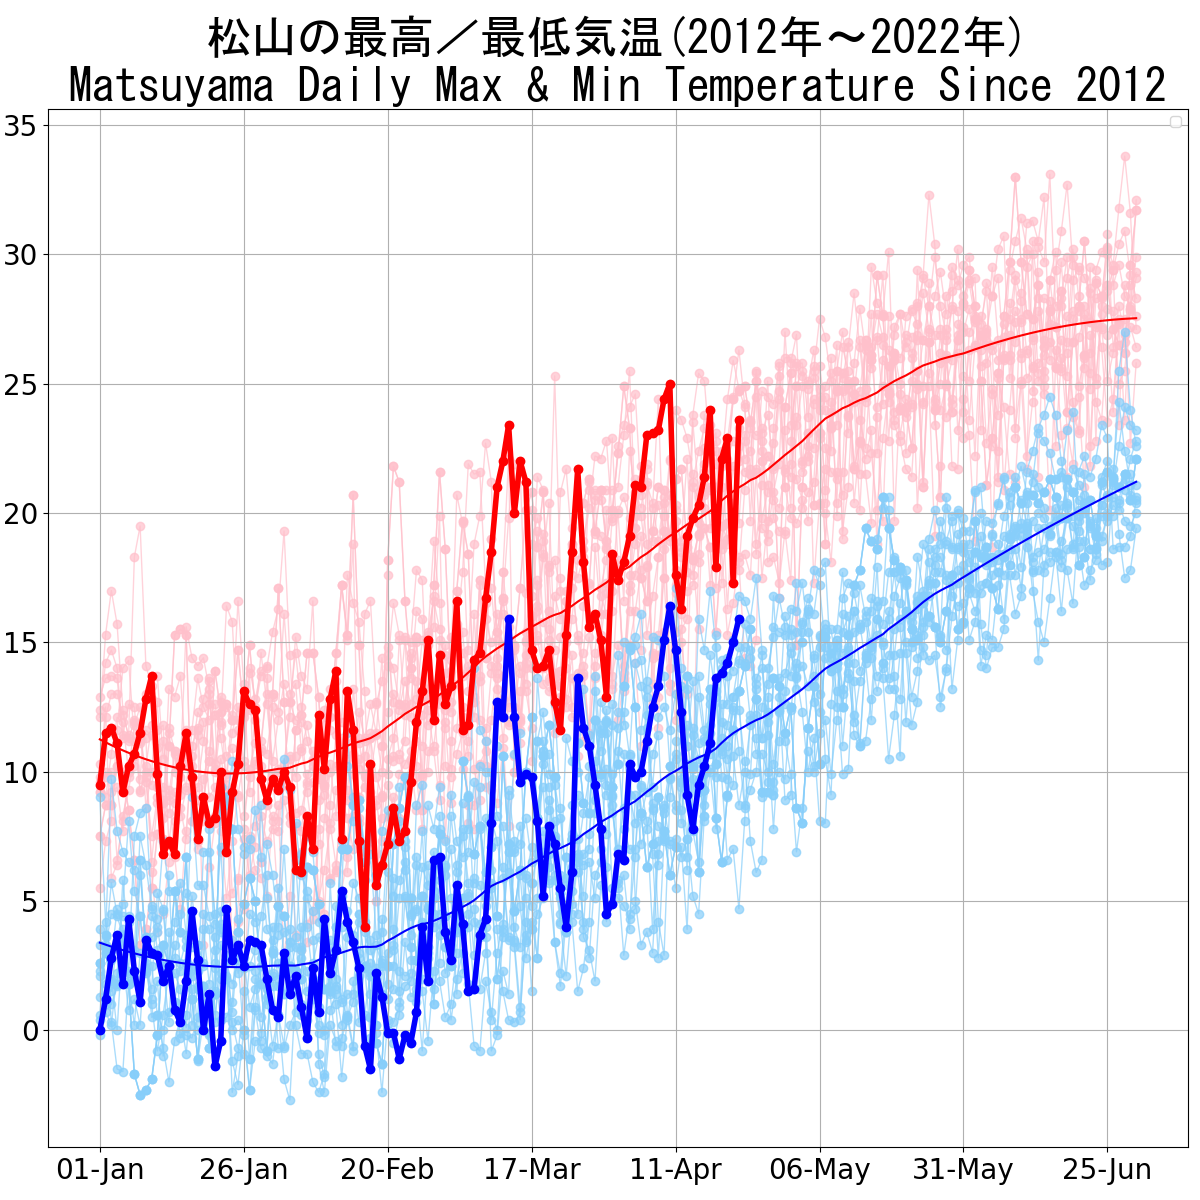 松山の最高／最低気温(2012年～2022年)
Matsuyama Daily Max & Min Temperature Since 2012
35
30
25
20
15
10
5
0
01-Jan 26-Jan 20-Feb 17-Mar 11-Apr 06-May 31-May 25-Jun